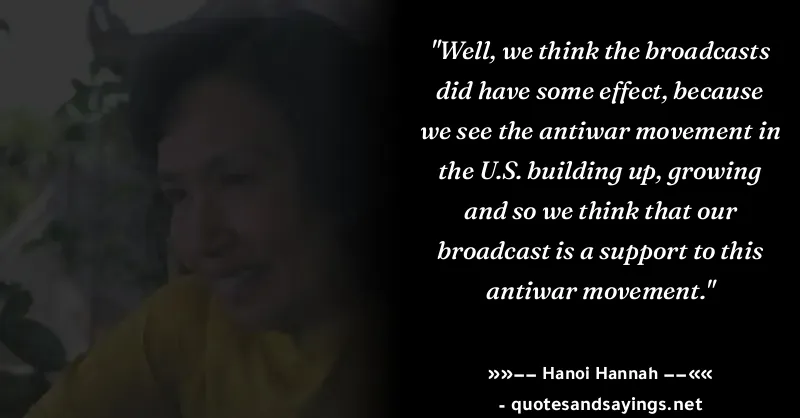 "Well, we think the broadcasts
did have some effect, because
we see the antiwar movement in
the U.S. building up, growing
and so we think that our
broadcast is a support to this
antiwar movement."
»»−− Hanoi Hannah −−««
- quotesandsayings.net